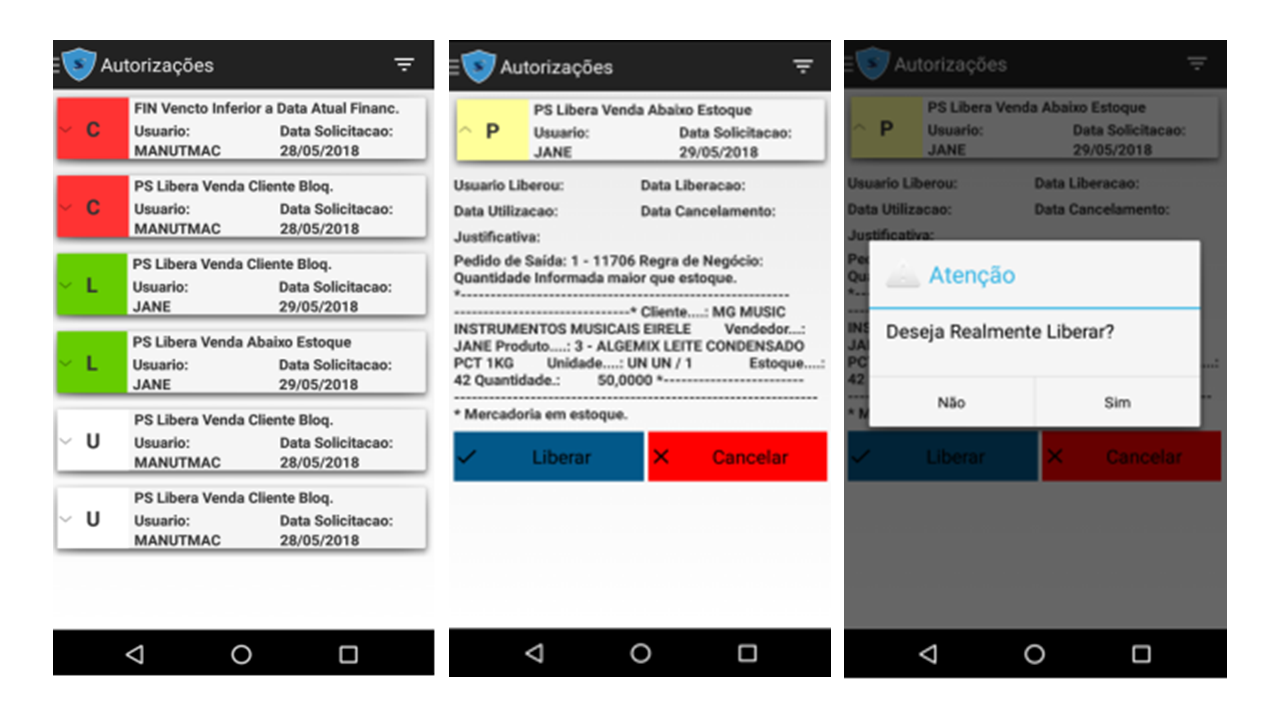 Autorizações
C
FIN Vencto Inferior a Data Atual Financ.
Usuario: Data Solicitacao:
MANUTMAC 28/05/2018
C
PS Libera Venda Cliente Bloq.
Usuario: Data Solicitacao:
MANUTMAC 28/05/2018
L
PS Libera Venda Cliente Bloq.
Usuario: Data Solicitacao:
JANE 29/05/2018
L
PS Libera Venda Abaixo Estoque
Usuario: Data Solicitacao:
JANE 29/05/2018
U
PS Libera Venda Cliente Bloq.
Usuario: Data Solicitacao:
MANUTMAC 28/05/2018
U
PS Libera Venda Cliente Bloq.
Usuario: Data Solicitacao:
MANUTMAC 28/05/2018
Autorizações
P
PS Libera Venda Abaixo Estoque
Usuario: Data Solicitacao:
JANE 29/05/2018
Usuario Liberou: Data Liberacao:
Data Utilizacao: Data Cancelamento:
Justificativa:
Pedido de Saída: 1 - 11706 Regra de Negócio:
Quantidade Informada maior que estoque.
*------------------------------------------------------
-----------------------------* Cliente....: MG MUSIC
INSTRUMENTOS MUSICAIS EIRELE Vendedor...:
JANE Produto....: 3 - ALGEMIX LEITE CONDENSADO
PCT 1KG Unidade....: UN UN / 1 Estoque....:
42 Quantidade.: 50,0000 *-----------------------
------------------------------------------------------------
* Mercadoria em estoque.
Liberar Cancelar
Autorizações
P
PS Libera Venda Abaixo Estoque
Usuario: Data Solicitacao:
JANE 29/05/2018
Usuario Liberou: Data Liberacao:
Data Utilizacao: Data Cancelamento:
Justificativa:
Atenção
Deseja Realmente Liberar?
Não Sim
42
Liberar Cancelar